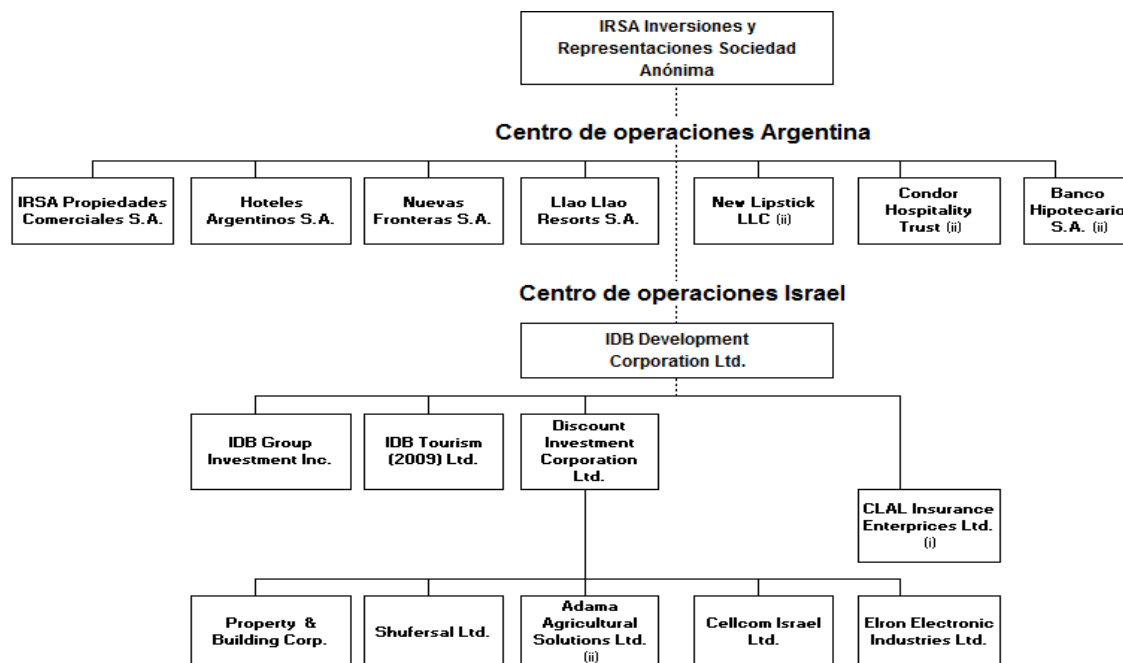 IRSA Inversiones y
Representaciones Sociedad
Anónima
Centro de operaciones Argentina
IRSA Propiedades
Comerciales S.A.
Hoteles
Argentinos S.A.
Nuevas
Fronteras S.A.
Llao Llao
Resorts S.A.
New Lipstick
LLC (ii)
Condor
Hospitality
Trust (ii)
Banco
Hipotecario
S.A. (ii)
Centro de operaciones Israel
IDB Development
Corporation Ltd.
IDB Group
Investment Inc.
IDB Tourism
(2009) Ltd.
Discount
Investment
Corporation
Ltd.
CLAL Insurance
Enterprices Ltd.
(i)
Property & 
Building Corp.
Shufersal Ltd.
Adama
Agricultural
Solutions Ltd.
(ii)
Cellcom Israel
Ltd.
Elron Electronic
Industries Ltd.